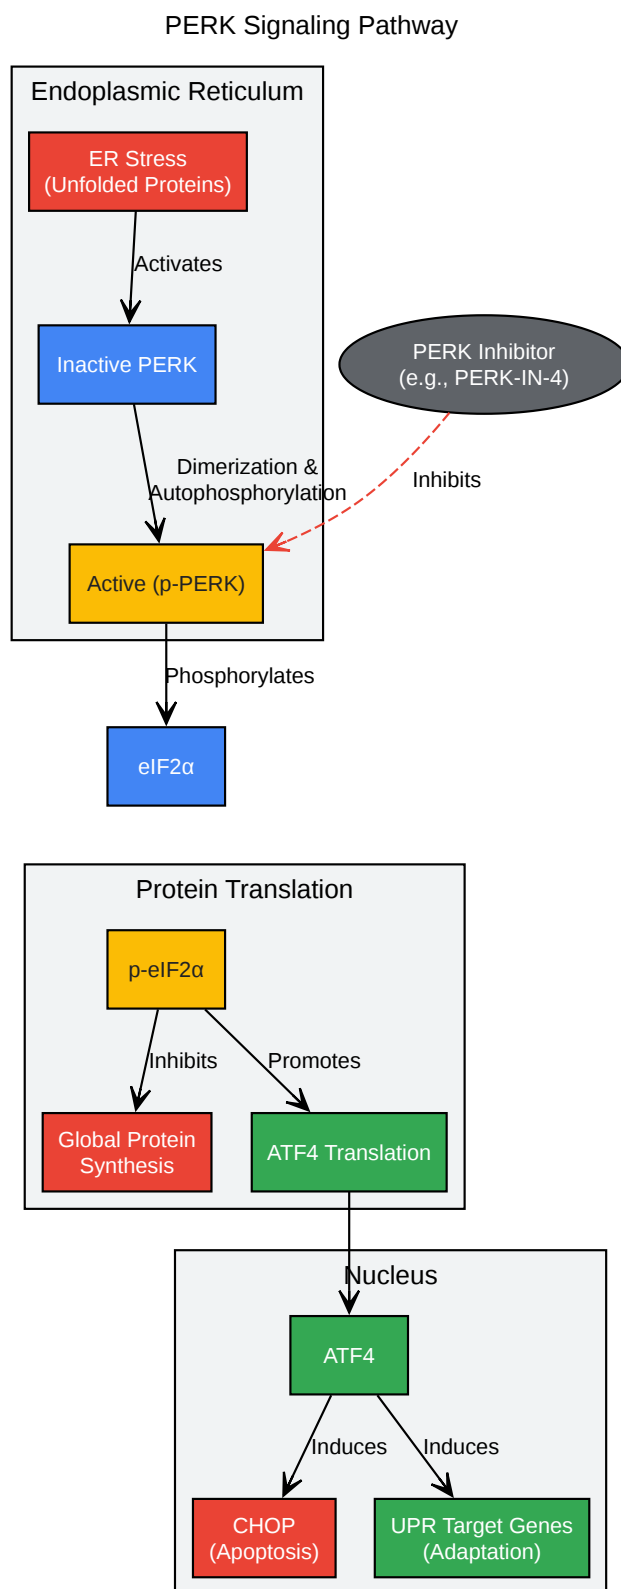 PERK Signaling Pathway
Endoplasmic Reticulum
ER Stress
(Unfolded Proteins)
Activates
Inactive PERK
PERK Inhibitor
(e.g., PERK-IN-4)
Dimerization &
Autophosphorylation
Inhibits
Active (p-PERK)
Phosphorylates
eIF2α
Protein Translation
p-eIF2α
Inhibits
Promotes
Global Protein
Synthesis
ATF4 Translation
Nucleus
ATF4
Induces
Induces
CHOP
(Apoptosis)
UPR Target Genes
(Adaptation)